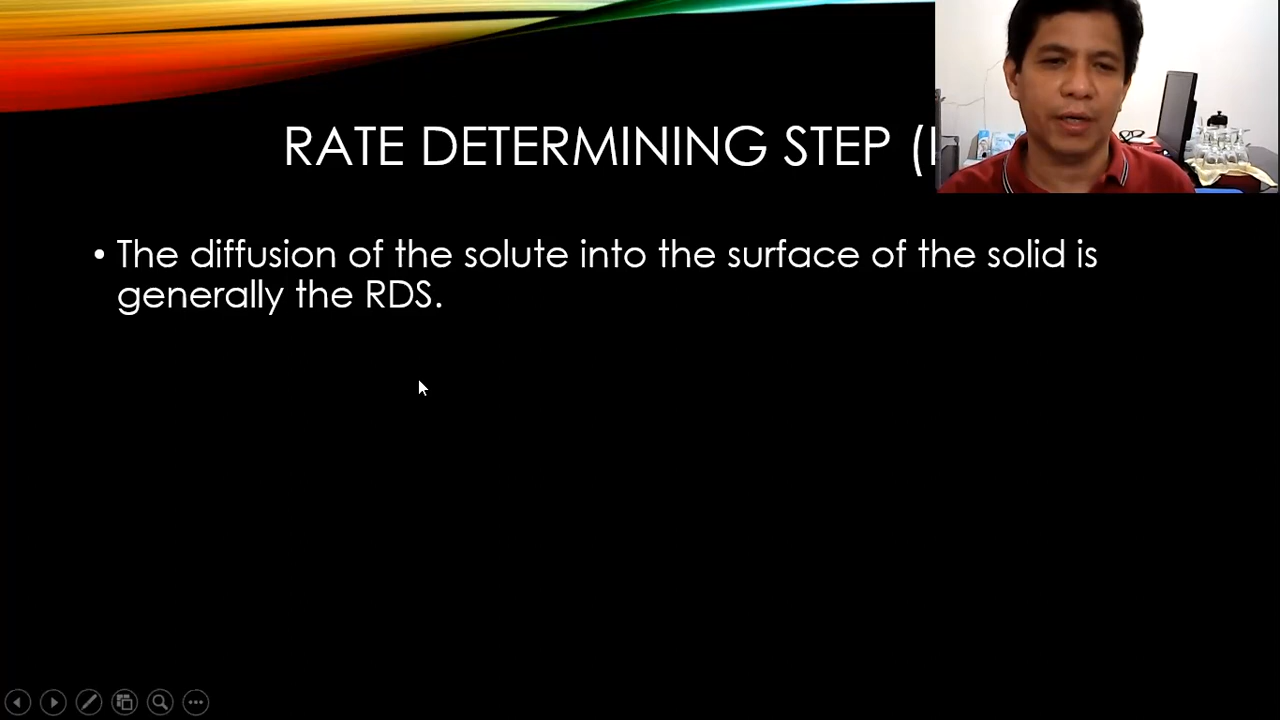 RATE DETERMINING STEP (
• The diffusion of the solute into the surface of the solid is
generally the RDS.